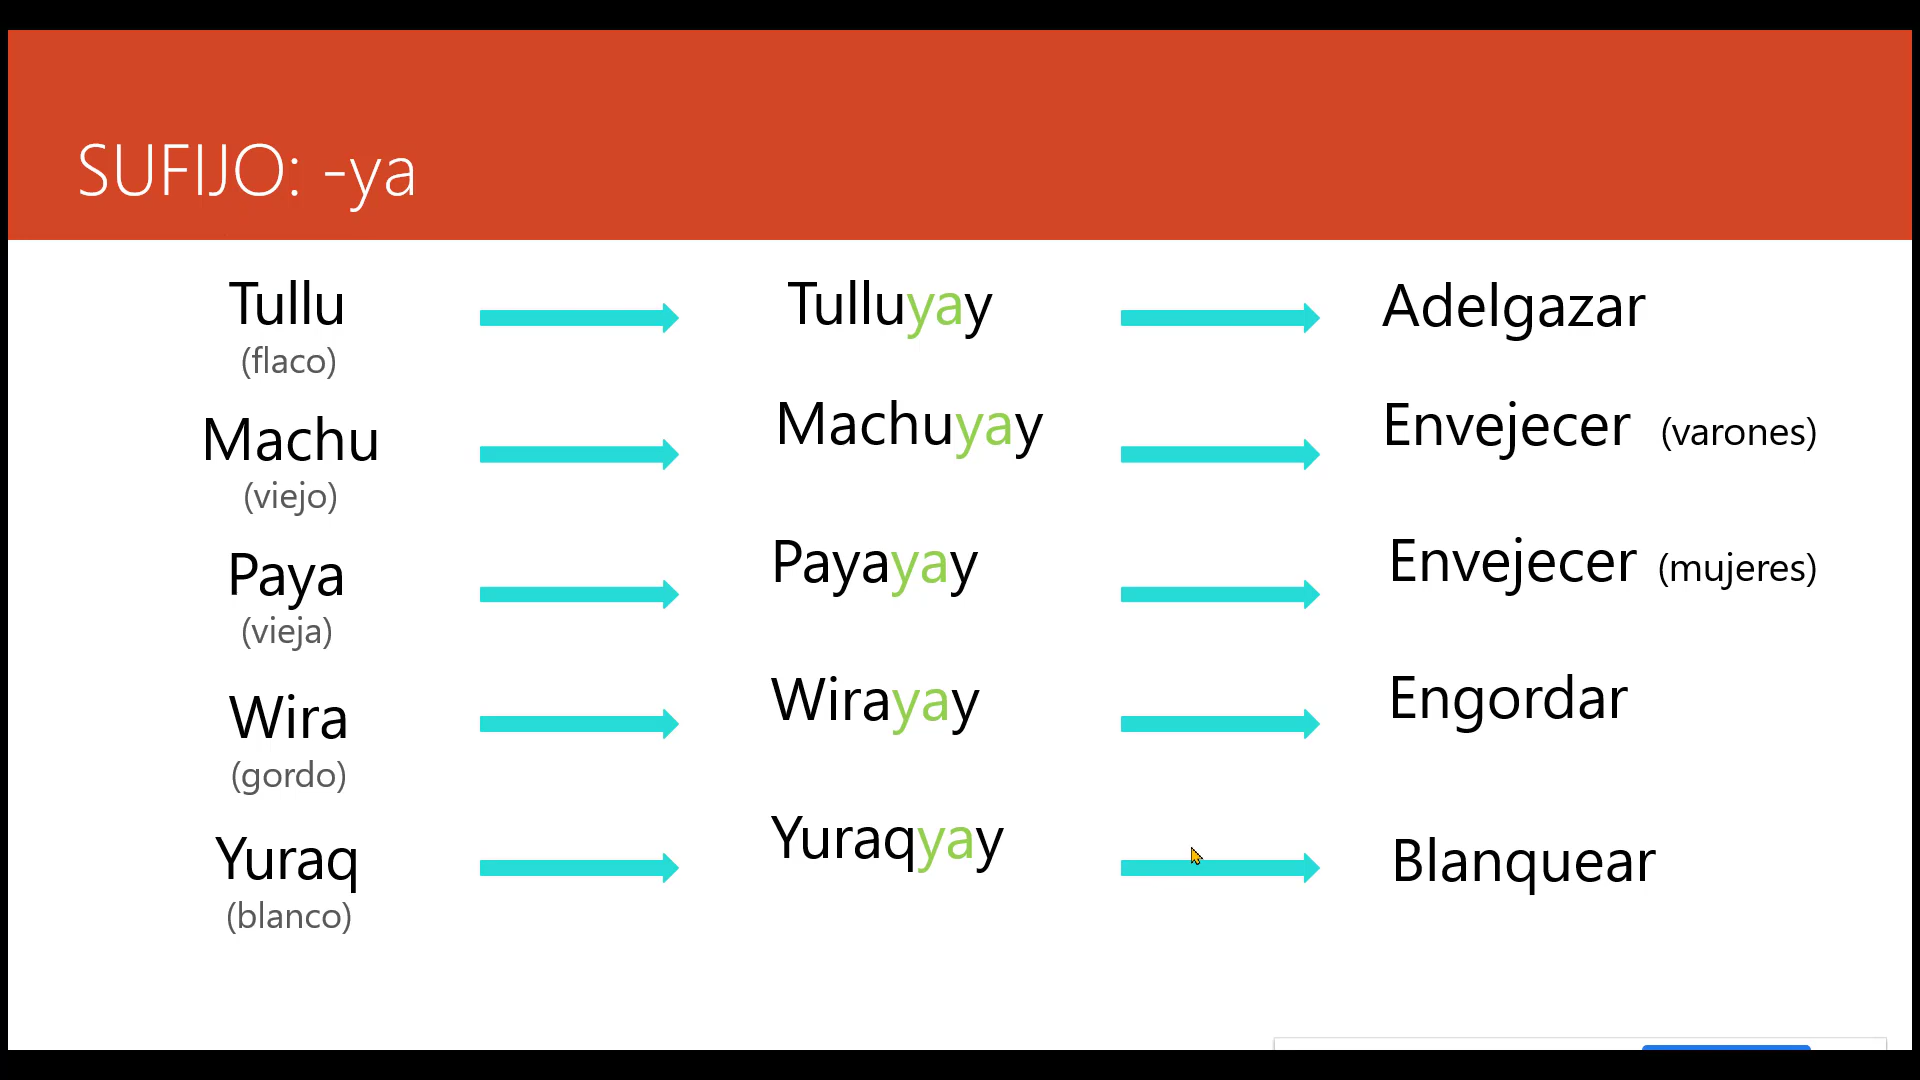 SUFIJO: -ya
Tullu Tulluyay Adelgazar
(flaco)
Machu Machuyay Envejecer (varones)
(viejo)
Paya Payayay Envejecer (mujeres)
(vieja)
Wira Wirayay Engordar
(gordo)
Yuraq Yuraqyay Blanquear
(blanco)